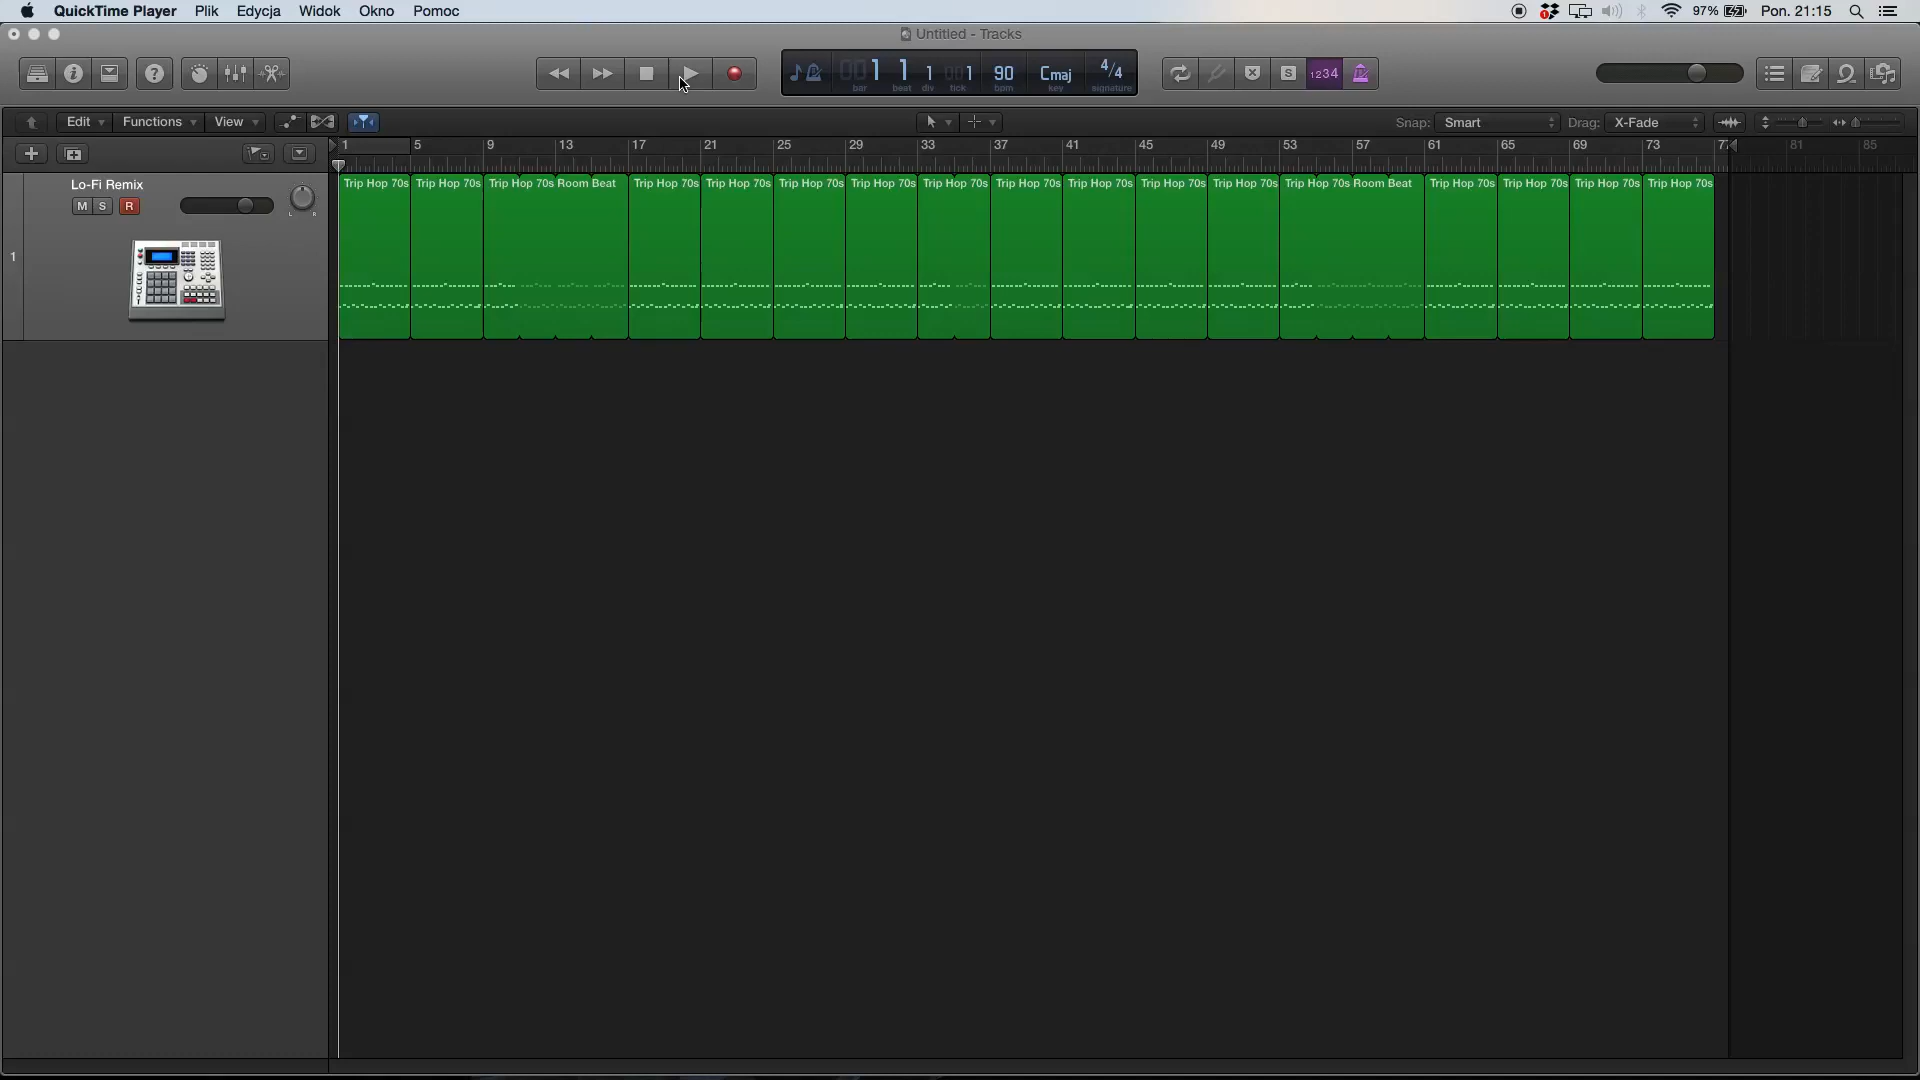 QuickTime Player Plik Edycja Widok Okno Pomoc 97% Pon. 21:15
Untitled - Tracks
001 1 1 001 90 Cmaj 4/4 S 1234
bar beat div tick bpm key signature
Edit Functions View Snap: Smart Drag: X-Fade
1 5 9 13 17 21 25 29 33 37 41 45 49 53 57 61 65 69 73 77 81 85
Lo-Fi Remix
Trip Hop 70s Trip Hop 70s Trip Hop 70s Room Beat Trip Hop 70s Trip Hop 70s Trip Hop 70s Trip Hop 70s Trip Hop 70s Trip Hop 70s Trip Hop 70s Trip Hop 70s Trip Hop 70s Trip Hop 70s Room Beat Trip Hop 70s Trip Hop 70s Trip Hop 70s Trip Hop 70s
M S R
L R
1